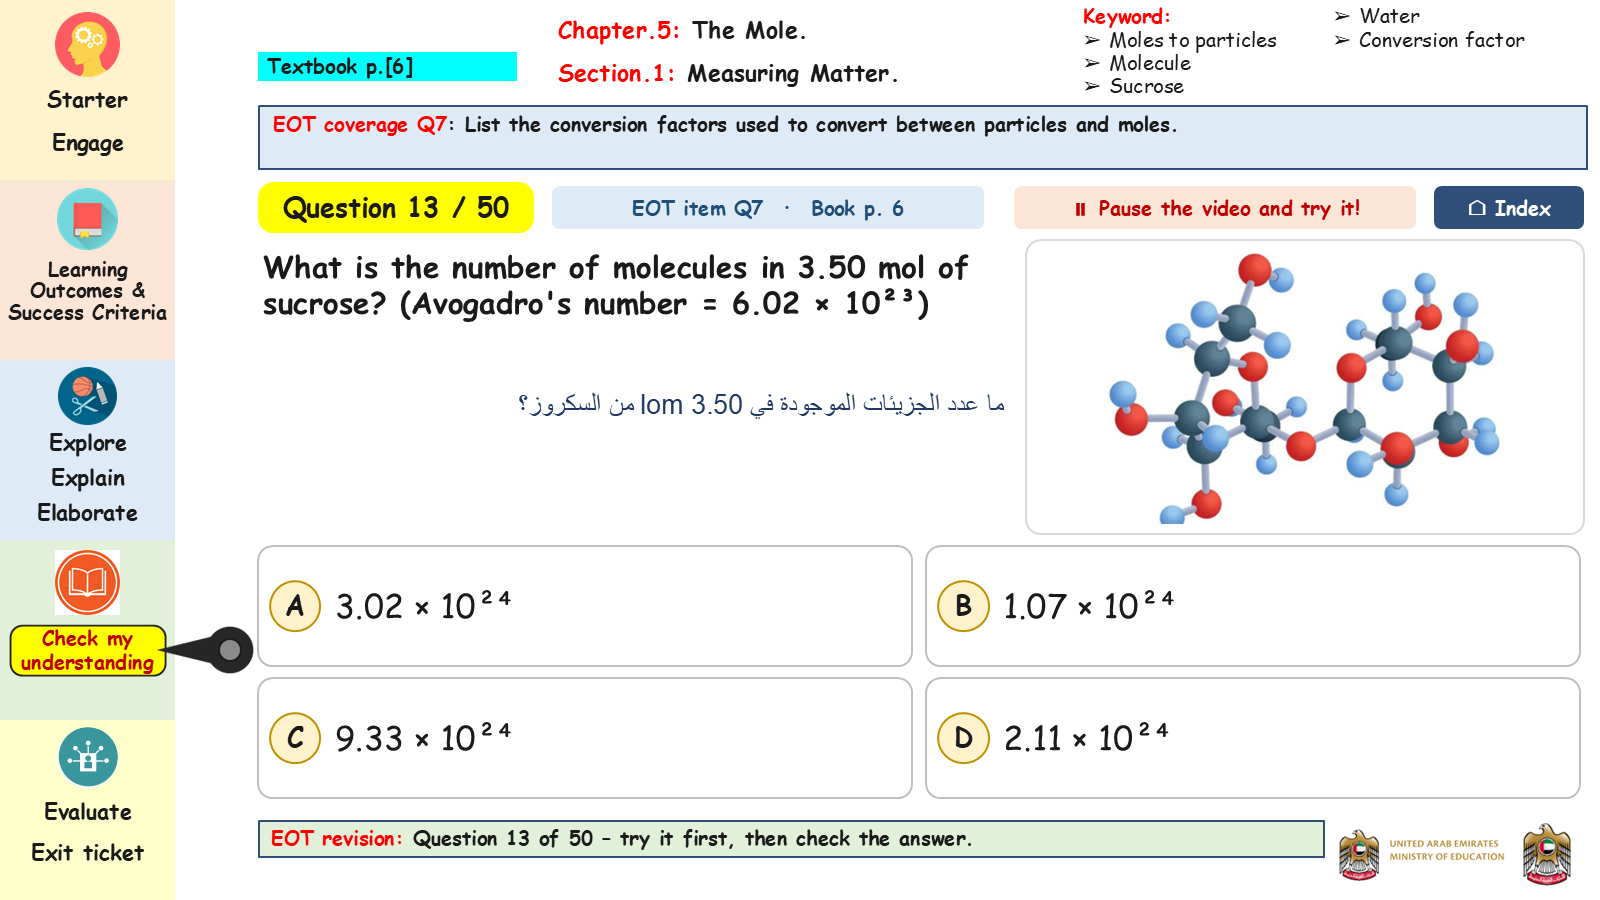 Starter
Engage
Learning
Outcomes &
Success Criteria
Explore
Explain
Elaborate
Check my
understanding
Evaluate
Exit ticket
Textbook p.[6]
Chapter.5: The Mole.
Section.1: Measuring Matter.
Keyword:
➢ Moles to particles
➢ Molecule
➢ Sucrose
➢ Water
➢ Conversion factor
EOT coverage Q7: List the conversion factors used to convert between particles and moles.
Question 13 / 50
EOT item Q7 · Book p. 6
⏸ Pause the video and try it!
⌂ Index
What is the number of molecules in 3.50 mol of
sucrose? (Avogadro's number = 6.02 × 10²³)
ما عدد الجزيئات الموجودة في 3.50 lom من السكروز؟
A 3.02 × 10²⁴
B 1.07 × 10²⁴
C 9.33 × 10²⁴
D 2.11 × 10²⁴
EOT revision: Question 13 of 50 – try it first, then check the answer.
UNITED ARAB EMIRATES
MINISTRY OF EDUCATION